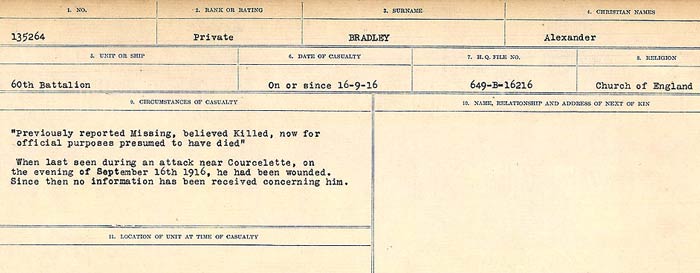 1. NO. 2. RANK OR RATING 3. SURNAME 4. CHRISTIAN NAMES
135264 Private BRADLEY Alexander
5. UNIT OR SHIP 6. DATE OF CASUALTY 7. H.Q. FILE NO. 8. RELIGION
60th Battalion On or since 16-9-16 649-B-16216 Church of England
9. CIRCUMSTANCES OF CASUALTY 10. NAME, RELATIONSHIP AND ADDRESS OF NEXT OF KIN
"Previously reported Missing, believed Killed, now for
official purposes presumed to have died"
When last seen during an attack near Courcelette, on
the evening of September 16th 1916, he had been wounded.
Since then no information has been received concerning him.
11. LOCATION OF UNIT AT TIME OF CASUALTY